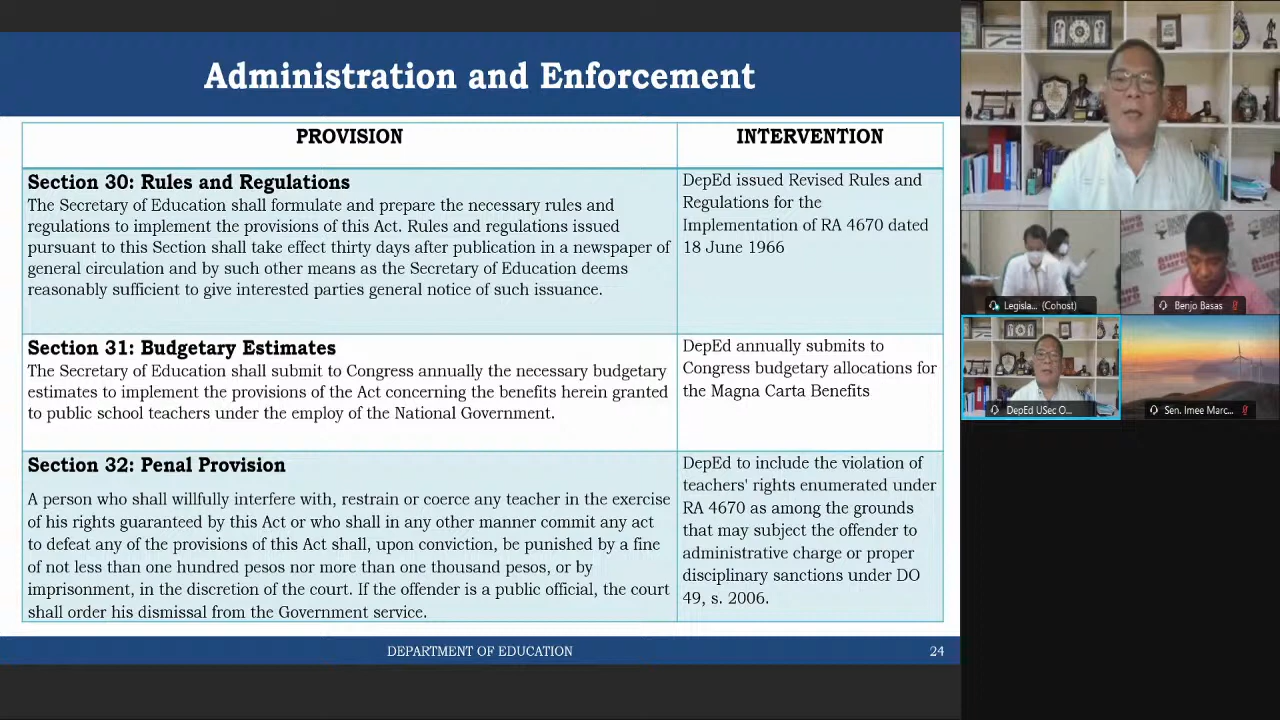 Administration and Enforcement
PROVISION
INTERVENTION
Section 30: Rules and Regulations
The Secretary of Education shall formulate and prepare the necessary rules and
regulations to implement the provisions of this Act. Rules and regulations issued
pursuant to this Section shall take effect thirty days after publication in a newspaper of
general circulation and by such other means as the Secretary of Education deems
reasonably sufficient to give interested parties general notice of such issuance.
DepEd issued Revised Rules and
Regulations for the
Implementation of RA 4670 dated
18 June 1966
Section 31: Budgetary Estimates
The Secretary of Education shall submit to Congress annually the necessary budgetary
estimates to implement the provisions of the Act concerning the benefits herein granted
to public school teachers under the employ of the National Government.
DepEd annually submits to
Congress budgetary allocations for
the Magna Carta Benefits
Section 32: Penal Provision
A person who shall willfully interfere with, restrain or coerce any teacher in the exercise
of his rights guaranteed by this Act or who shall in any other manner commit any act
to defeat any of the provisions of this Act shall, upon conviction, be punished by a fine
of not less than one hundred pesos nor more than one thousand pesos, or by
imprisonment, in the discretion of the court. If the offender is a public official, the court
shall order his dismissal from the Government service.
DepEd to include the violation of
teachers' rights enumerated under
RA 4670 as among the grounds
that may subject the offender to
administrative charge or proper
disciplinary sanctions under DO
49, s. 2006.
DEPARTMENT OF EDUCATION
24
Legisla... (Cohost)
Benjo Basas
DepEd USec O...
Sen. Imee Marc...